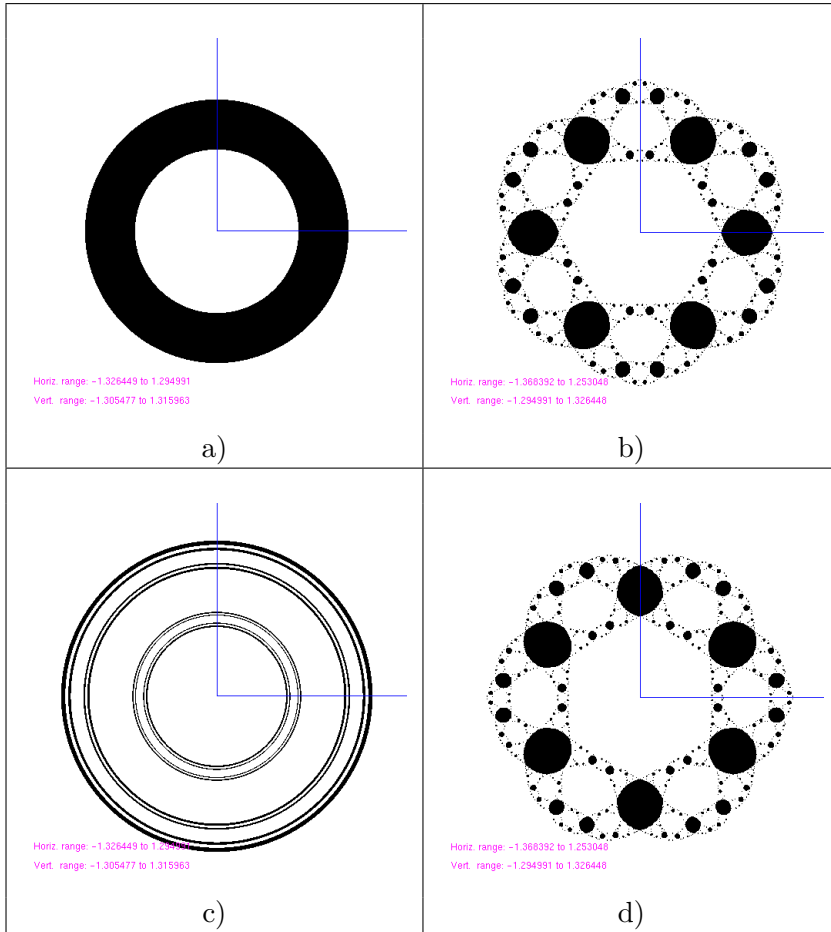 Horiz. range: -1.326449 to 1.294991
Vert. range: -1.305477 to 1.315963
a)
Horiz. range: -1.368392 to 1.253048
Vert. range: -1.294991 to 1.326448
b)
Horiz. range: -1.326449 to 1.294991
Vert. range: -1.305477 to 1.315963
c)
Horiz. range: -1.368392 to 1.253048
Vert. range: -1.294991 to 1.326448
d)